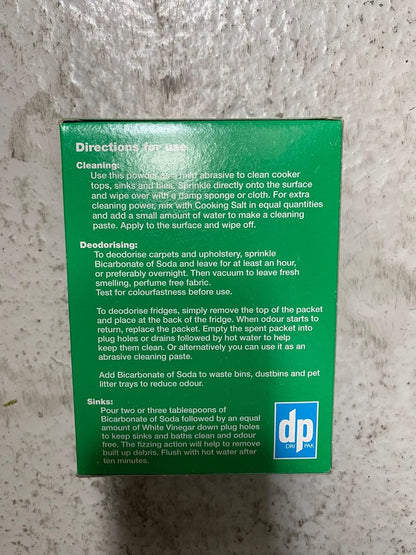 Directions for use
Cleaning:
Use this powder as a mild abrasive to clean cooker
tops, sinks and tiles. Sprinkle directly onto the surface
and wipe over with a damp sponge or cloth. For extra
cleaning power, mix with Cooking Salt in equal quantities
and add a small amount of water to make a cleaning
paste. Apply to the surface and wipe off.
Deodorising:
To deodorise carpets and upholstery, sprinkle
Bicarbonate of Soda and leave for at least an hour,
or preferably overnight. Then vacuum to leave fresh
smelling, perfume free fabric.
Test for colourfastness before use.
To deodorise fridges, simply remove the top of the packet
and place at the back of the fridge. When odour starts to
return, replace the packet. Empty the spent packet into
plug holes or drains followed by hot water to help
keep them clean. Or alternatively you can use it as an
abrasive cleaning paste.
Add Bicarbonate of Soda to waste bins, dustbins and pet
litter trays to reduce odour.
Sinks:
Pour two or three tablespoons of
Bicarbonate of Soda followed by an equal
amount of White Vinegar down plug holes
to keep sinks and baths clean and odour
free. The fizzing action will help to remove
built up debris. Flush with hot water after
ten minutes.
dp
DRI PAK